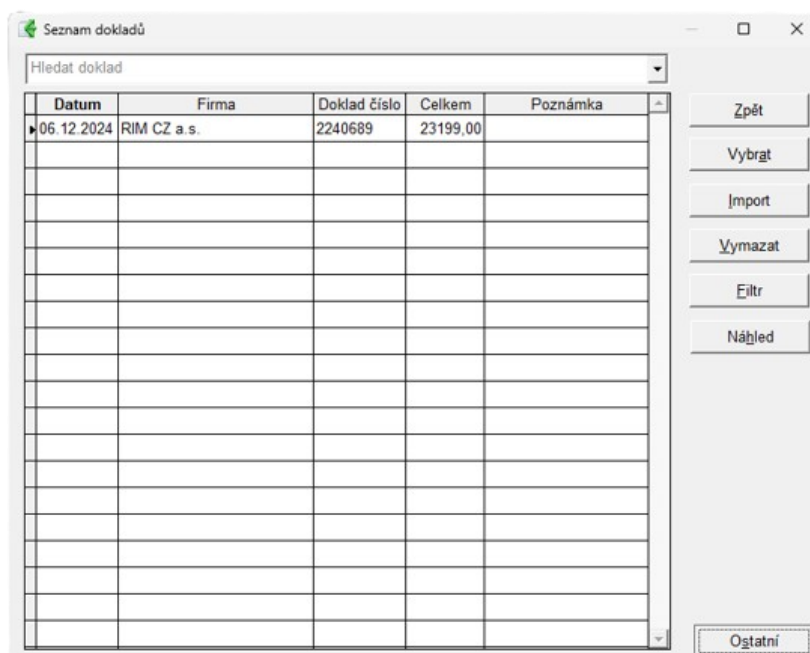 Seznam dokladů
Hledat doklad
Datum Firma Doklad číslo Celkem Poznámka
06.12.2024 RIM CZ a.s. 2240689 23199,00
Zpět
Vybrat
Import
Vymazat
Filtr
Náhled
Ostatní